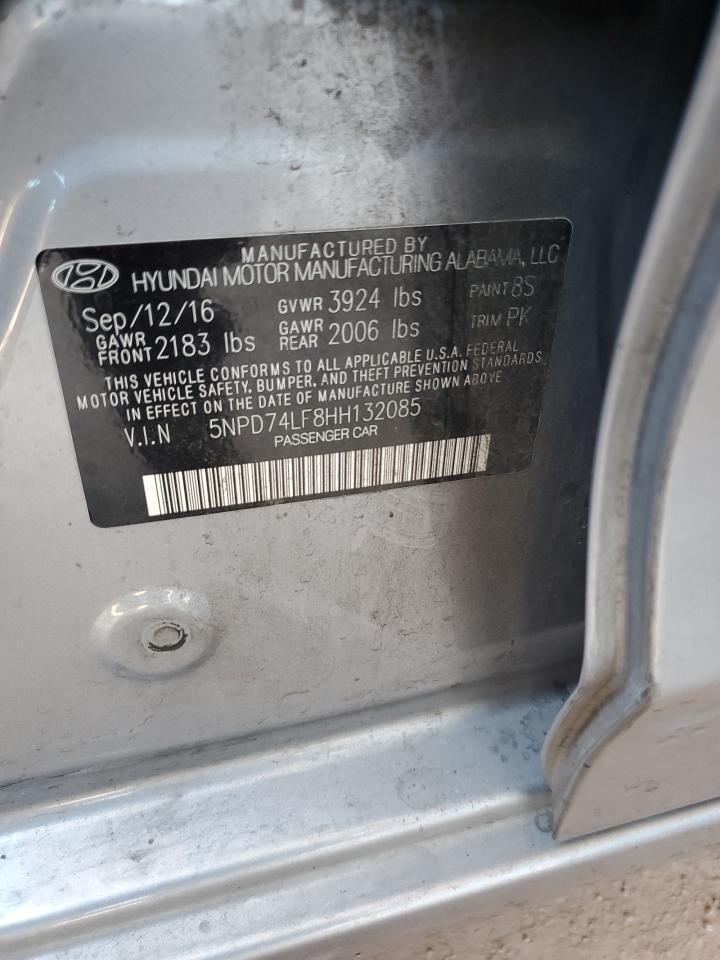 MANUFACTURED BY
HYUNDAI MOTOR MANUFACTURING ALABAMA, LLC
Sep/12/16 GVWR 3924 lbs PAINT 8S
GAWR FRONT 2183 lbs GAWR REAR 2006 lbs TRIM PK
THIS VEHICLE CONFORMS TO ALL APPLICABLE U.S.A. FEDERAL
MOTOR VEHICLE SAFETY, BUMPER, AND THEFT PREVENTION STANDARDS
IN EFFECT ON THE DATE OF MANUFACTURE SHOWN ABOVE
V.I.N 5NPD74LF8HH132085
PASSENGER CAR